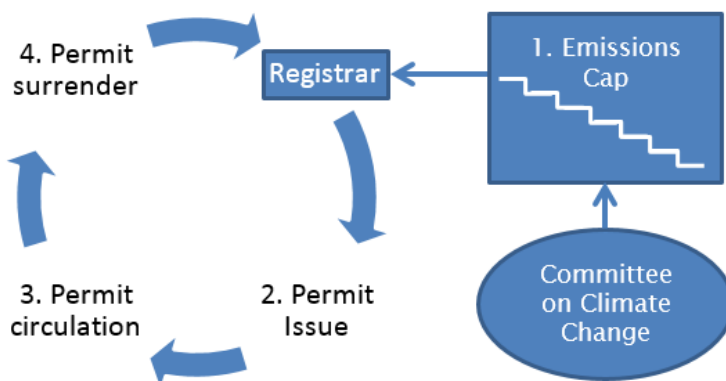 4. Permit
surrender
Registrar
1. Emissions
Cap
3. Permit
circulation
2. Permit
Issue
Committee
on Climate
Change